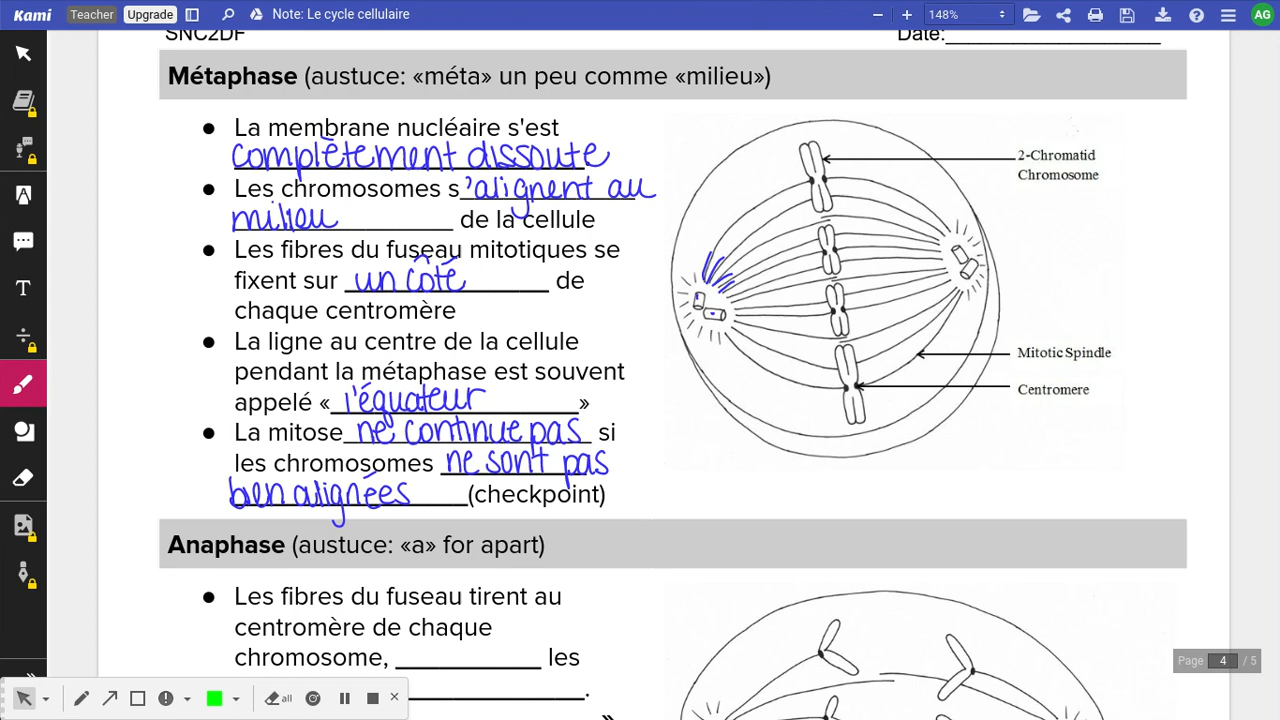 Kami Teacher Upgrade Note: Le cycle cellulaire 148% AG
SNC2DF Date:___________________
Métaphase (austuce: «méta» un peu comme «milieu»)
● La membrane nucléaire s'est
complètement dissoute
● Les chromosomes s'alignent au
milieu de la cellule
● Les fibres du fuseau mitotiques se
fixent sur un côté de
chaque centromère
● La ligne au centre de la cellule
pendant la métaphase est souvent
appelé « l'équateur »
● La mitose ne continue pas si
les chromosomes ne sont pas
bien alignées (checkpoint)
2-Chromatid
Chromosome
Mitotic Spindle
Centromere
Anaphase (austuce: «a» for apart)
● Les fibres du fuseau tirent au
centromère de chaque
chromosome, __________ les
____________.
»
Page 4 / 5
all